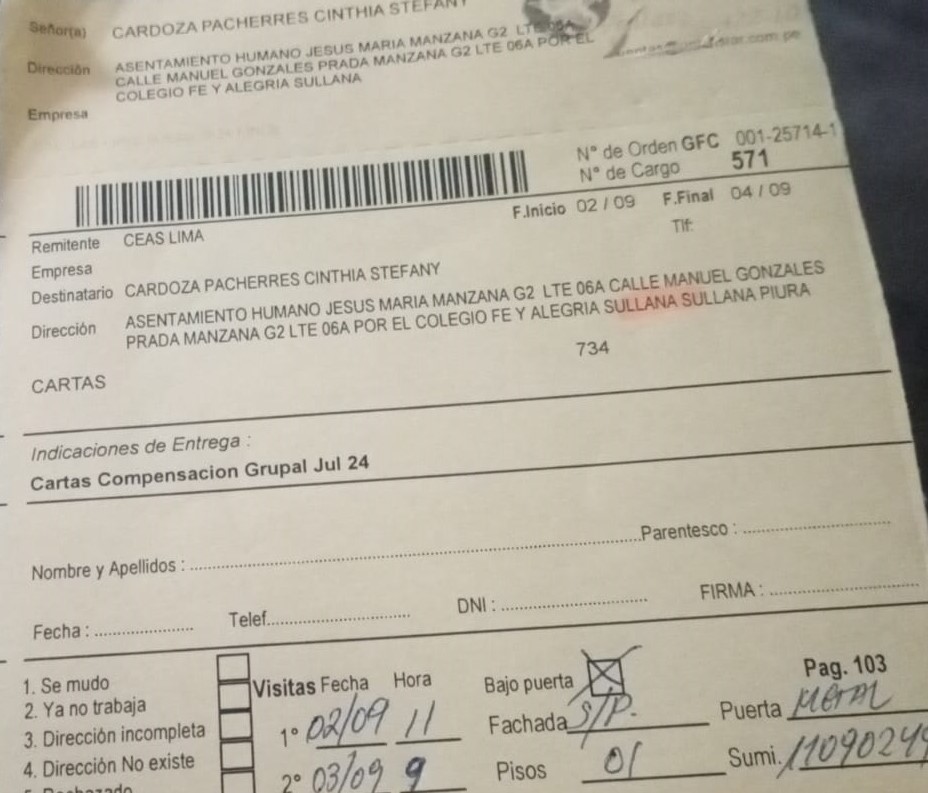 Señor(a) CARDOZA PACHERRES CINTHIA STEFANY
Dirección ASENTAMIENTO HUMANO JESUS MARIA MANZANA G2 LTE 06A
CALLE MANUEL GONZALES PRADA MANZANA G2 LTE 06A POR EL
COLEGIO FE Y ALEGRIA SULLANA
Empresa
N° de Orden GFC 001-25714-1
N° de Cargo 571
F.Inicio 02 / 09 F.Final 04 / 09
Tlf:
Remitente CEAS LIMA
Empresa
Destinatario CARDOZA PACHERRES CINTHIA STEFANY
Dirección ASENTAMIENTO HUMANO JESUS MARIA MANZANA G2 LTE 06A CALLE MANUEL GONZALES
PRADA MANZANA G2 LTE 06A POR EL COLEGIO FE Y ALEGRIA SULLANA SULLANA PIURA
734
CARTAS
Indicaciones de Entrega :
Cartas Compensacion Grupal Jul 24
Nombre y Apellidos : Parentesco :
Fecha : Telef. DNI : FIRMA :
Pag. 103
1. Se mudo
2. Ya no trabaja
3. Dirección incompleta
4. Dirección No existe
Visitas Fecha Hora
1° 02/09 11
2° 03/09 9
Bajo puerta
Fachada S/P.
Pisos 01
Puerta METAL
Sumi. 11090249